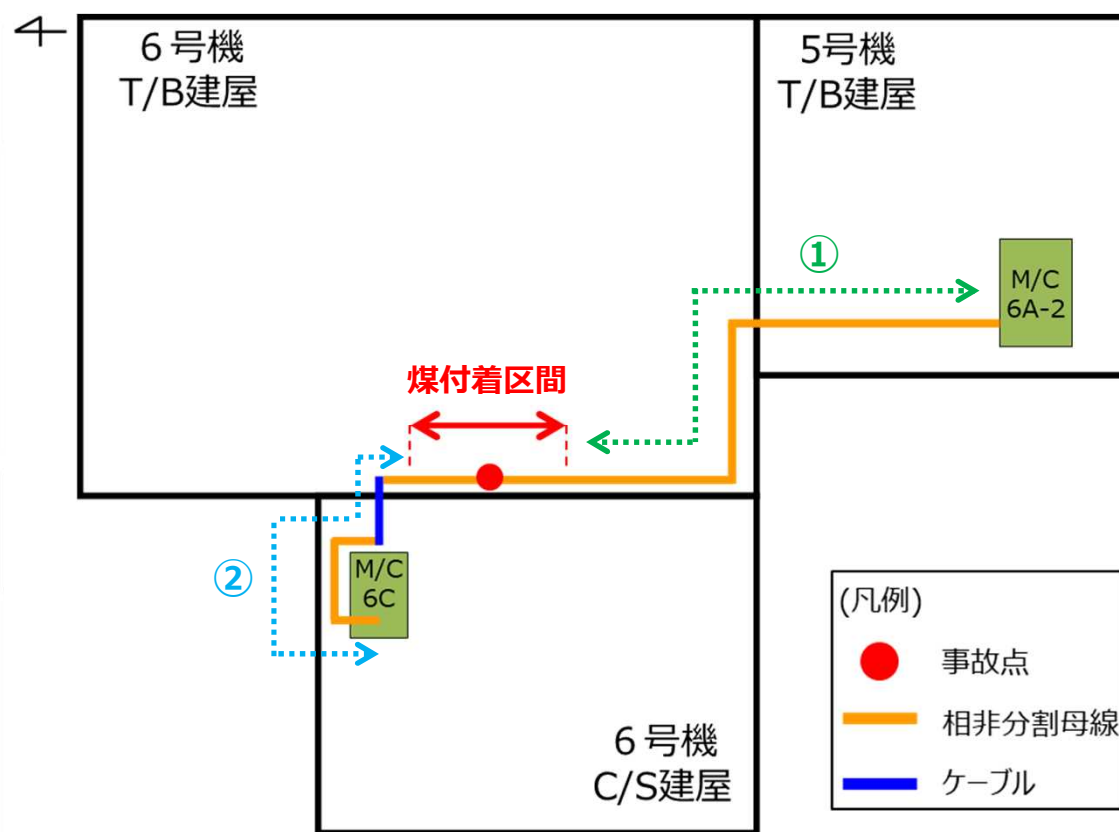 6号機
T/B建屋
5号機
T/B建屋
①
M/C
6A-2
煤付着区間
②
M/C
6C
6号機
C/S建屋
(凡例)
事故点
相非分割母線
ケーブル